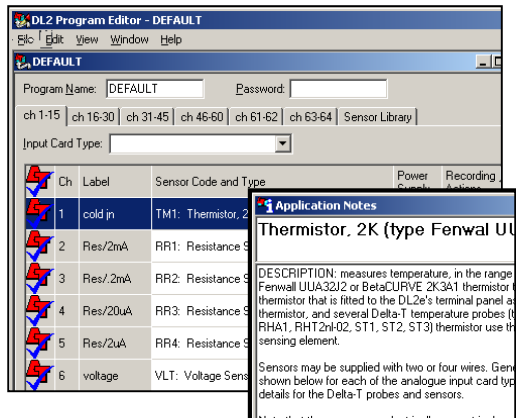 DL2 Program Editor - DEFAULT
File Edit View Window Help
DEFAULT
Program Name: DEFAULT Password:
ch 1-15 ch 16-30 ch 31-45 ch 46-60 ch 61-62 ch 63-64 Sensor Library
Input Card Type:
Ch Label Sensor Code and Type Power Supply Recording Actions
1 cold jn TM1: Thermistor, 2
2 Res/2mA RR1: Resistance S
3 Res/.2mA RR2: Resistance S
4 Res/20uA RR3: Resistance S
5 Res/2uA RR4: Resistance S
6 voltage VLT: Voltage Sens
Application Notes
Thermistor, 2K (type Fenwal UU
DESCRIPTION: measures temperature, in the range
Fenwall UUA32J2 or BetaCURVE 2K3A1 thermistor
thermistor that is fitted to the DL2e's terminal panel as
thermistor, and several Delta-T temperature probes (
RHA1, RHT2nl-02, ST1, ST2, ST3) thermistor use th
sensing element.
Sensors may be supplied with two or four wires. Gene
shown below for each of the analogue input card typ
details for the Delta-T probes and sensors.